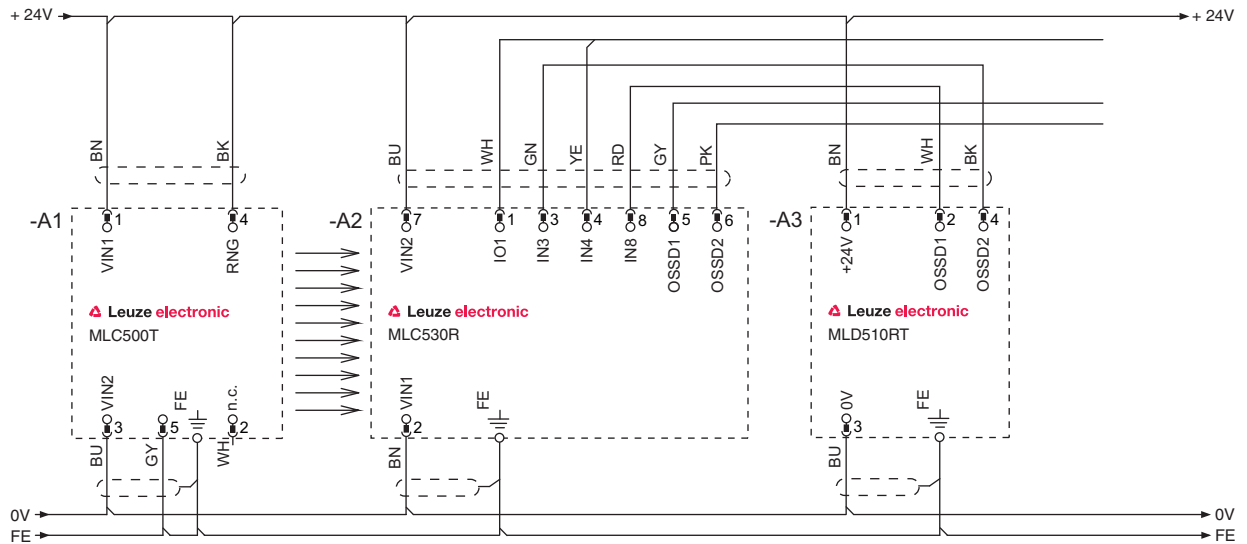 + 24V
+ 24V
BN
BK
BU
WH
GN
YE
RD
GY
PK
BN
WH
BK
-A1
1
4
-A2
7
1
3
4
8
5
6
-A3
1
2
4
VIN1
RNG
VIN2
IO1
IN3
IN4
IN8
OSSD1
OSSD2
+24V
OSSD1
OSSD2
Leuze electronic
MLC500T
Leuze electronic
MLC530R
Leuze electronic
MLD510RT
VIN2
FE
n.c.
VIN1
FE
0V
FE
3
5
2
2
3
BU
GY
WH
BN
BU
0V
0V
FE
FE